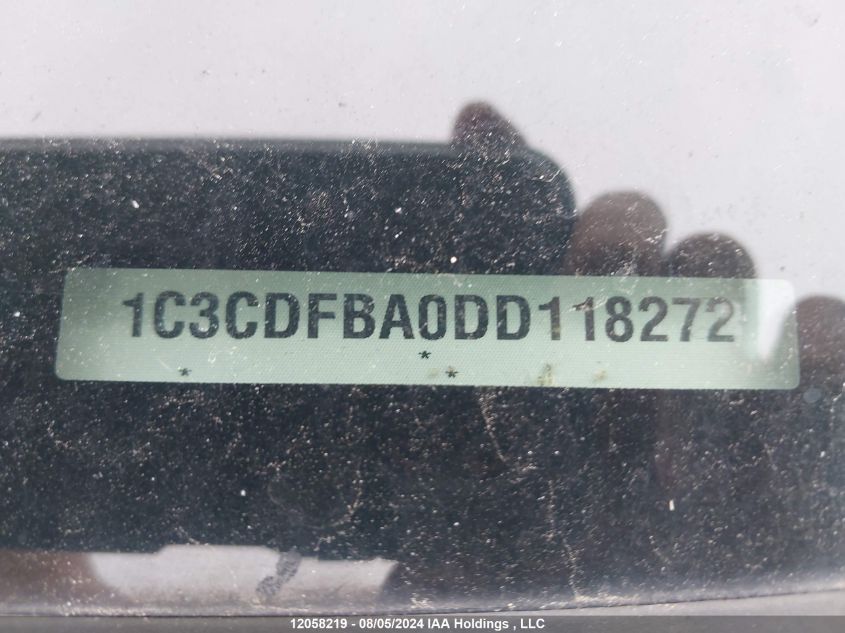 1C3CDFBA0DD118272
* * *
12058219 - 08/05/2024 IAA Holdings , LLC